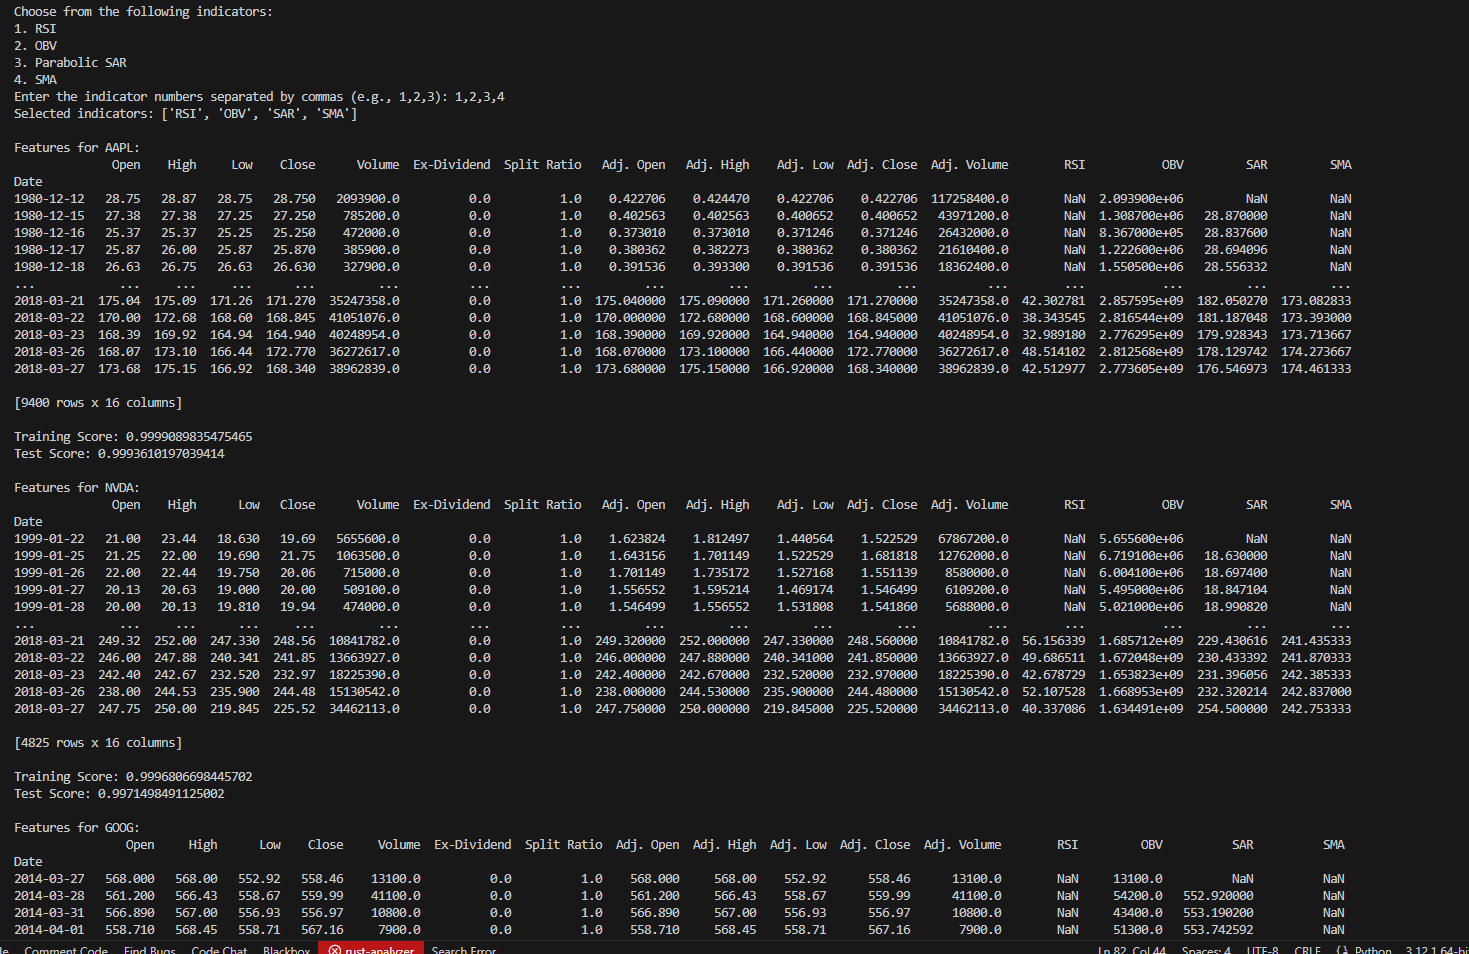 Choose from the following indicators:
1. RSI
2. OBV
3. Parabolic SAR
4. SMA
Enter the indicator numbers separated by commas (e.g., 1,2,3): 1,2,3,4
Selected indicators: ['RSI', 'OBV', 'SAR', 'SMA']
Features for AAPL:
Open High Low Close Volume Ex-Dividend Split Ratio Adj. Open Adj. High Adj. Low Adj. Close Adj. Volume RSI OBV SAR SMA
Date
1980-12-12 28.75 28.87 28.75 28.750 2093900.0 0.0 1.0 0.422706 0.424470 0.422706 0.422706 117258400.0 NaN 2.093900e+06 NaN NaN
1980-12-15 27.38 27.38 27.25 27.250 785200.0 0.0 1.0 0.402563 0.402563 0.400652 0.400652 43971200.0 NaN 1.308700e+06 28.870000 NaN
1980-12-16 25.37 25.37 25.25 25.250 472000.0 0.0 1.0 0.373010 0.373010 0.371246 0.371246 26432000.0 NaN 8.367000e+05 28.837600 NaN
1980-12-17 25.87 26.00 25.87 25.870 385900.0 0.0 1.0 0.380362 0.382273 0.380362 0.380362 21610400.0 NaN 1.222600e+06 28.694096 NaN
1980-12-18 26.63 26.75 26.63 26.630 327900.0 0.0 1.0 0.391536 0.393300 0.391536 0.391536 18362400.0 NaN 1.550500e+06 28.556332 NaN
... ... ... ... ... ... ... ... ... ... ... ... ... ... ... ... ...
2018-03-21 175.04 175.09 171.26 171.270 35247358.0 0.0 1.0 175.040000 175.090000 171.260000 171.270000 35247358.0 42.302781 2.857595e+09 182.050270 173.082833
2018-03-22 170.00 172.68 168.60 168.845 41051076.0 0.0 1.0 170.000000 172.680000 168.600000 168.845000 41051076.0 38.343545 2.816544e+09 181.187048 173.393000
2018-03-23 168.39 169.92 164.94 164.940 40248954.0 0.0 1.0 168.390000 169.920000 164.940000 164.940000 40248954.0 32.989180 2.776295e+09 179.928343 173.713667
2018-03-26 168.07 173.10 166.44 172.770 36272617.0 0.0 1.0 168.070000 173.100000 166.440000 172.770000 36272617.0 48.514102 2.812568e+09 178.129742 174.273667
2018-03-27 173.68 175.15 166.92 168.340 38962839.0 0.0 1.0 173.680000 175.150000 166.920000 168.340000 38962839.0 42.512977 2.773605e+09 176.546973 174.461333
[9400 rows x 16 columns]
Training Score: 0.9999089835475465
Test Score: 0.9993610197039414
Features for NVDA:
Open High Low Close Volume Ex-Dividend Split Ratio Adj. Open Adj. High Adj. Low Adj. Close Adj. Volume RSI OBV SAR SMA
Date
1999-01-22 21.00 23.44 18.630 19.69 5655600.0 0.0 1.0 1.623824 1.812497 1.440564 1.522529 67867200.0 NaN 5.655600e+06 NaN NaN
1999-01-25 21.25 22.00 19.690 21.75 1063500.0 0.0 1.0 1.643156 1.701149 1.522529 1.681818 12762000.0 NaN 6.719100e+06 18.630000 NaN
1999-01-26 22.00 22.44 19.750 20.06 715000.0 0.0 1.0 1.701149 1.735172 1.527168 1.551139 8580000.0 NaN 6.004100e+06 18.697400 NaN
1999-01-27 20.13 20.63 19.000 20.00 509100.0 0.0 1.0 1.556552 1.595214 1.469174 1.546499 6109200.0 NaN 5.495000e+06 18.847104 NaN
1999-01-28 20.00 20.13 19.810 19.94 474000.0 0.0 1.0 1.546499 1.556552 1.531808 1.541860 5688000.0 NaN 5.021000e+06 18.990820 NaN
... ... ... ... ... ... ... ... ... ... ... ... ... ... ... ... ...
2018-03-21 249.32 252.00 247.330 248.56 10841782.0 0.0 1.0 249.320000 252.000000 247.330000 248.560000 10841782.0 56.156339 1.685712e+09 229.430616 241.435333
2018-03-22 246.00 247.88 240.341 241.85 13663927.0 0.0 1.0 246.000000 247.880000 240.341000 241.850000 13663927.0 49.686511 1.672048e+09 230.433392 241.870333
2018-03-23 242.40 242.67 232.520 232.97 18225390.0 0.0 1.0 242.400000 242.670000 232.520000 232.970000 18225390.0 42.678729 1.653823e+09 231.396056 242.385333
2018-03-26 238.00 244.53 235.900 244.48 15130542.0 0.0 1.0 238.000000 244.530000 235.900000 244.480000 15130542.0 52.107528 1.668953e+09 232.320214 242.837000
2018-03-27 247.75 250.00 219.845 225.52 34462113.0 0.0 1.0 247.750000 250.000000 219.845000 225.520000 34462113.0 40.337086 1.634491e+09 254.500000 242.753333
[4825 rows x 16 columns]
Training Score: 0.9996806698445702
Test Score: 0.9971498491125002
Features for GOOG:
Open High Low Close Volume Ex-Dividend Split Ratio Adj. Open Adj. High Adj. Low Adj. Close Adj. Volume RSI OBV SAR SMA
Date
2014-03-27 568.000 568.00 552.92 558.46 13100.0 0.0 1.0 568.000 568.00 552.92 558.46 13100.0 NaN 13100.0 NaN NaN
2014-03-28 561.200 566.43 558.67 559.99 41100.0 0.0 1.0 561.200 566.43 558.67 559.99 41100.0 NaN 54200.0 552.920000 NaN
2014-03-31 566.890 567.00 556.93 556.97 10800.0 0.0 1.0 566.890 567.00 556.93 556.97 10800.0 NaN 43400.0 553.190200 NaN
2014-04-01 558.710 568.45 558.71 567.16 7900.0 0.0 1.0 558.710 568.45 558.71 567.16 7900.0 NaN 51300.0 553.742592 NaN
Comment Code Find Bugs Code Chat Blackbox rust-analyzer Search Error Ln 82, Col 44 Spaces: 4 UTF-8 CRLF Python 3.12.1 64-bi